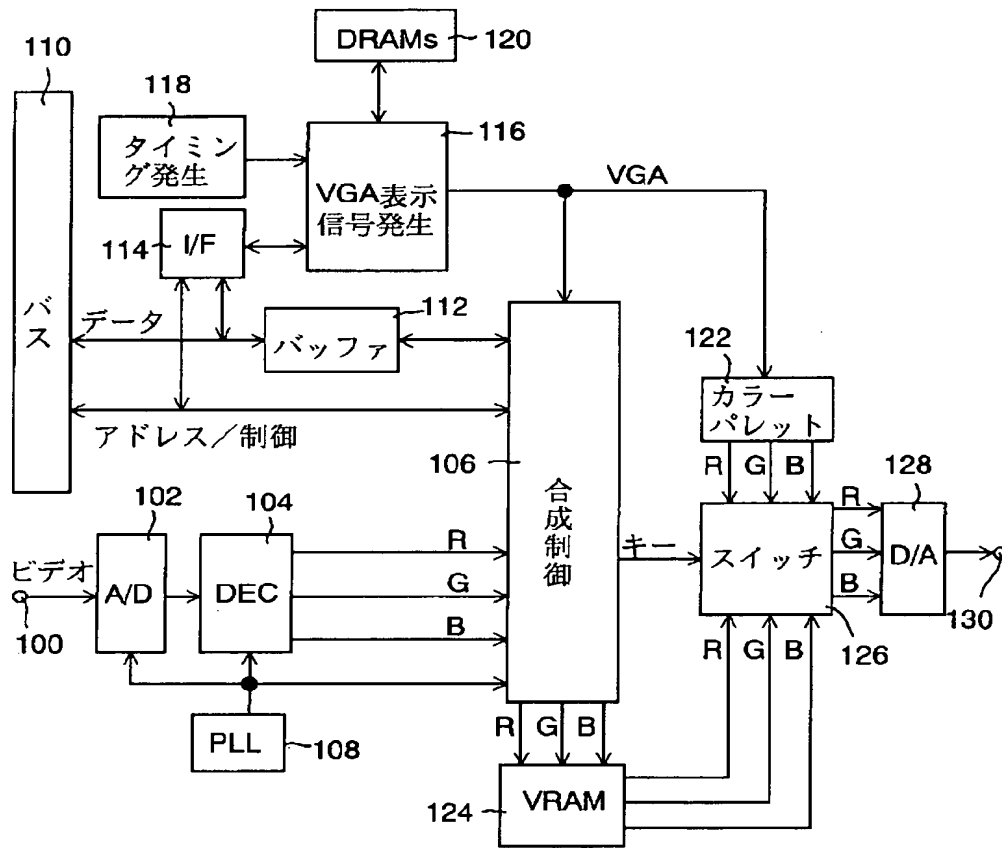 DRAMs
120
110
118
タイミン
グ発生
116
VGA表示
信号発生
VGA
114
I/F
バス
データ
112
バッファ
アドレス／制御
122
カラー
パレット
R G B
106
合成制御
キー
スイッチ
126
R
G
B
128
D/A
130
102
104
ビデオ
100
A/D
DEC
R
G
B
PLL
108
R G B
R G B
124
VRAM